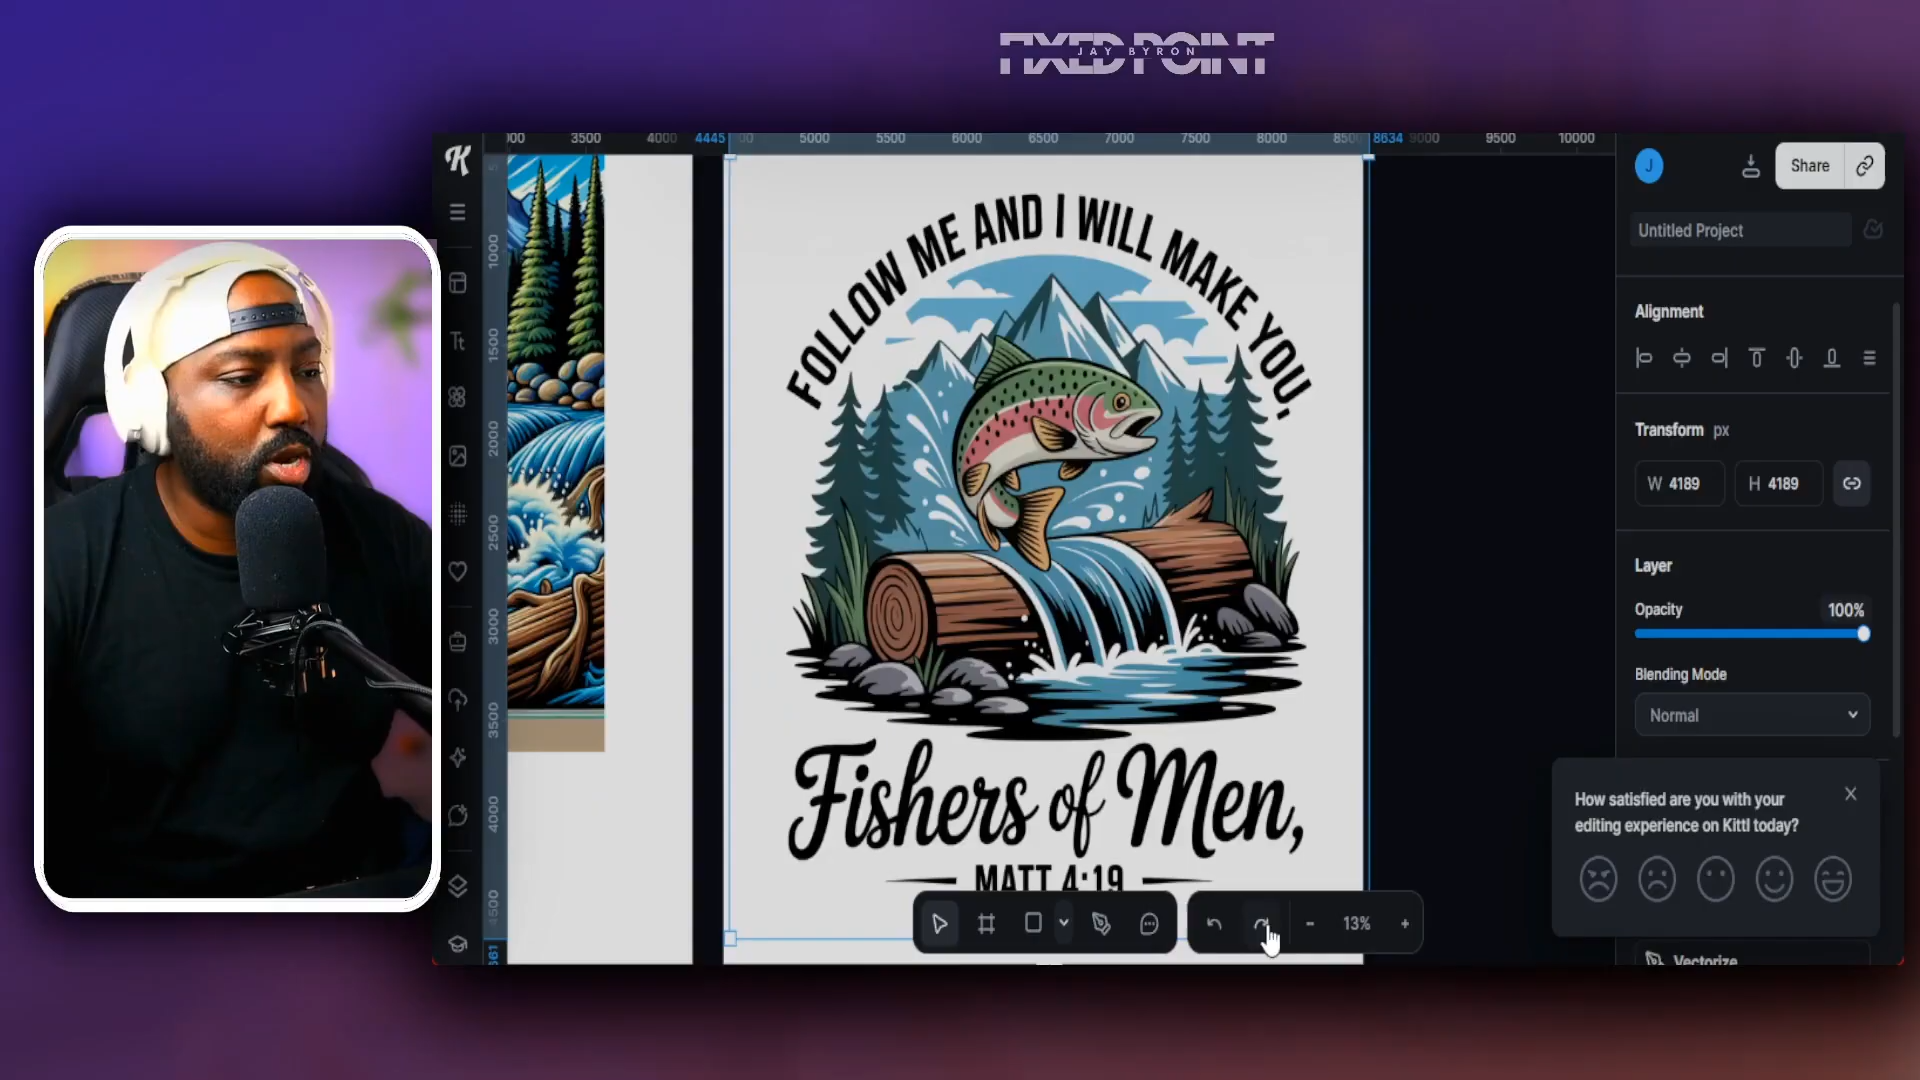 FIXED POINT
JAY BYRON
3500 4000 4445 5000 5500 6000 6500 7000 7500 8000 8634 9000 9500 10000
J
Share
Untitled Project
Alignment
Transform px
W 4189
H 4189
Layer
Opacity 100%
Blending Mode
Normal
How satisfied are you with your
editing experience on Kittl today?
Vectorize
1000
1500
2000
2500
3000
3500
4000
4500
Tt
FOLLOW ME AND I WILL MAKE YOU,
Fishers of Men,
MATT 4:19
13%